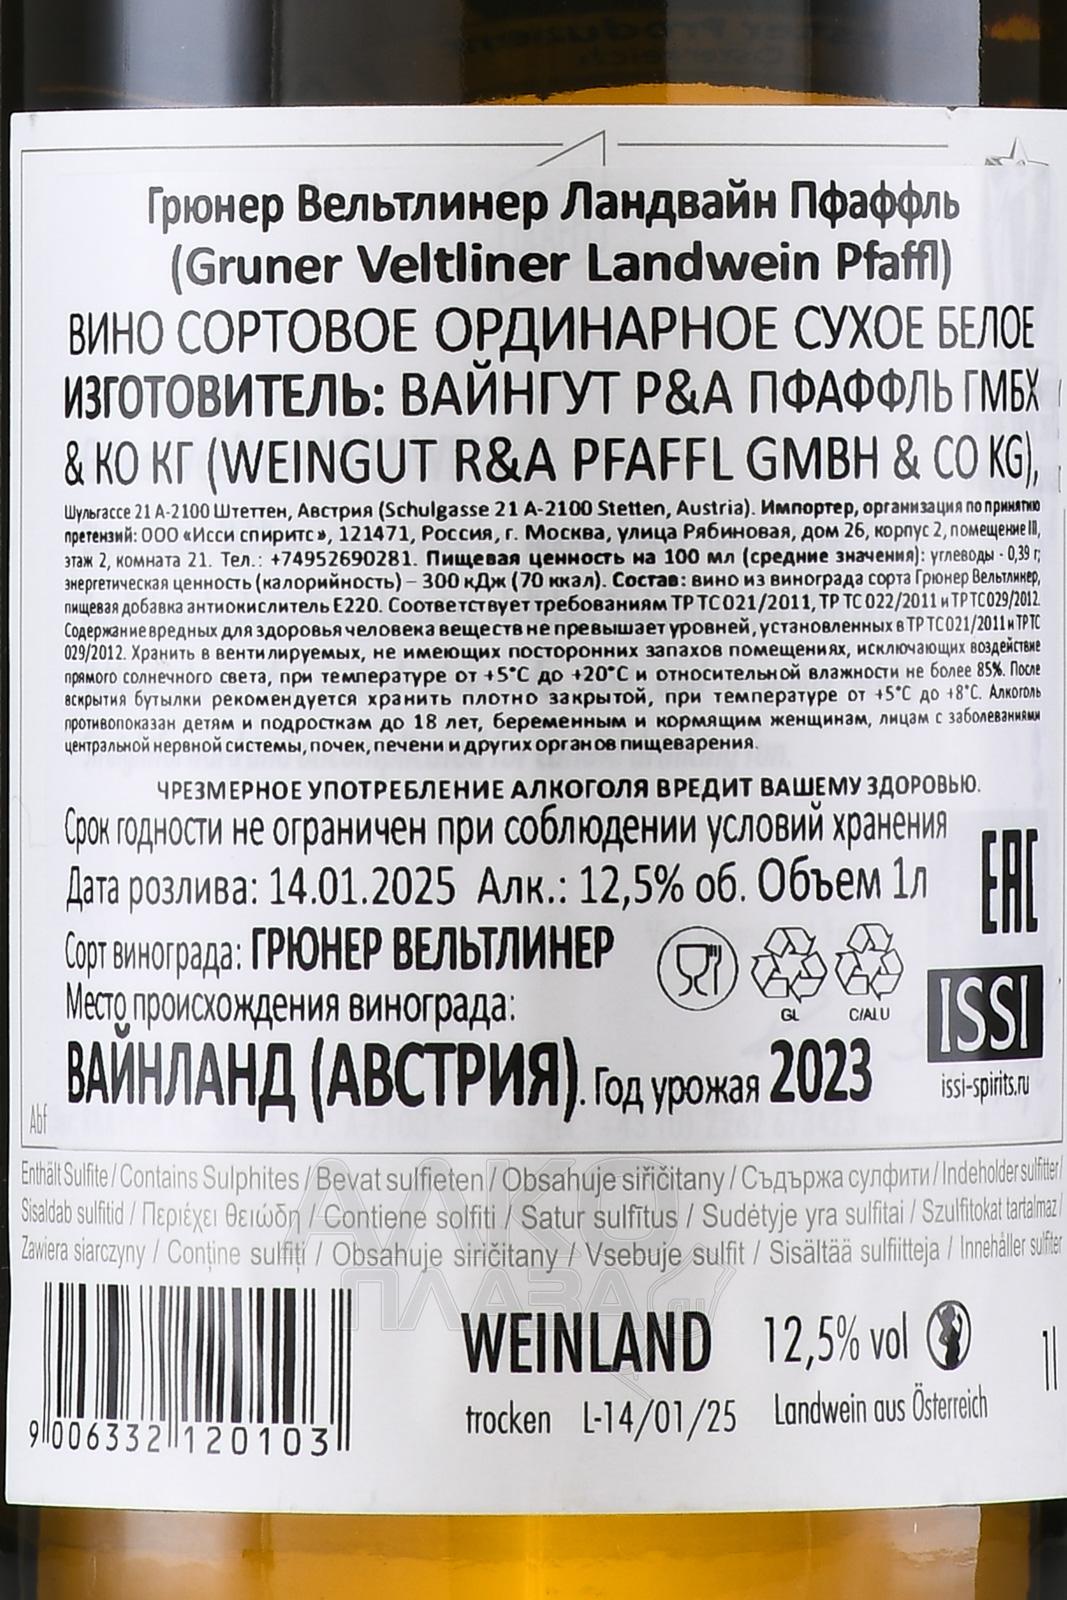 Грюнер Вельтлинер Ландвайн Пфаффль
(Gruner Veltliner Landwein Pfaffl)
ВИНО СОРТОВОЕ ОРДИНАРНОЕ СУХОЕ БЕЛОЕ
ИЗГОТОВИТЕЛЬ: ВАЙНГУТ Р&А ПФАФФЛЬ ГМБХ
& КО КГ (WEINGUT R&A PFAFFL GMBH & CO KG),
Шульгассе 21 А-2100 Штеттен, Австрия (Schulgasse 21 A-2100 Stetten, Austria). Импортер, организация по принятию
претензий: ООО «Исси спиритс», 121471, Россия, г. Москва, улица Рябиновая, дом 26, корпус 2, помещение III,
этаж 2, комната 21. Тел.: +74952690281. Пищевая ценность на 100 мл (средние значения): углеводы - 0,39 г;
энергетическая ценность (калорийность) – 300 кДж (70 ккал). Состав: вино из винограда сорта Грюнер Вельтлинер,
пищевая добавка антиокислитель Е220. Соответствует требованиям ТР ТС 021/2011, ТР ТС 022/2011 и ТР ТС 029/2012.
Содержание вредных для здоровья человека веществ не превышает уровней, установленных в ТР ТС 021/2011 и ТР ТС
029/2012. Хранить в вентилируемых, не имеющих посторонних запахов помещениях, исключающих воздействие
прямого солнечного света, при температуре от +5°С до +20°С и относительной влажности не более 85%. После
вскрытия бутылки рекомендуется хранить плотно закрытой, при температуре от +5°С до +8°С. Алкоголь
противопоказан детям и подросткам до 18 лет, беременным и кормящим женщинам, лицам с заболеваниями
центральной нервной системы, почек, печени и других органов пищеварения.
ЧРЕЗМЕРНОЕ УПОТРЕБЛЕНИЕ АЛКОГОЛЯ ВРЕДИТ ВАШЕМУ ЗДОРОВЬЮ.
Срок годности не ограничен при соблюдении условий хранения
Дата розлива: 14.01.2025 Алк.: 12,5% об. Объем 1л
EAC
Сорт винограда: ГРЮНЕР ВЕЛЬТЛИНЕР
GL C/ALU
Место происхождения винограда:
ISSI
ВАЙНЛАНД (АВСТРИЯ). Год урожая 2023
issi-spirits.ru
Abf
Enthält Sulfite / Contains Sulphites / Bevat sulfieten / Obsahuje siřičitany / Съдържа сулфити / Indeholder sulfitter /
Sisaldab sulfitid / Περιέχει θειώδη / Contiene solfiti / Satur sulfītus / Sudėtyje yra sulfitai / Szulfitokat tartalmaz /
Zawiera siarczyny / Conține sulfiți / Obsahuje siričitany / Vsebuje sulfit / Sisältää sulfiitteja / Innehåller sulfiter
АЛКО
ПЛАЗА.ru
WEINLAND 12,5% vol 1l
trocken L-14/01/25 Landwein aus Österreich
9 006332 120103